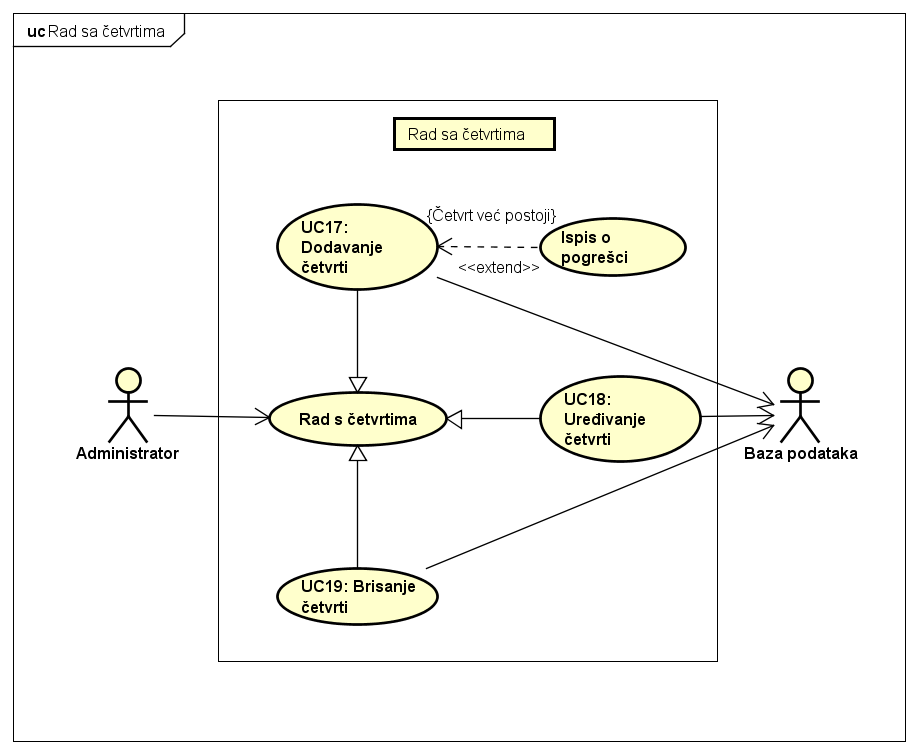 uc Rad sa četvrtima
Rad sa četvrtima
{Četvrt već postoji}
UC17:
Dodavanje
četvrti
Ispis o
pogrešci
<<extend>>
UC18:
Uređivanje
četvrti
Rad s četvrtima
Administrator
Baza podataka
UC19: Brisanje
četvrti